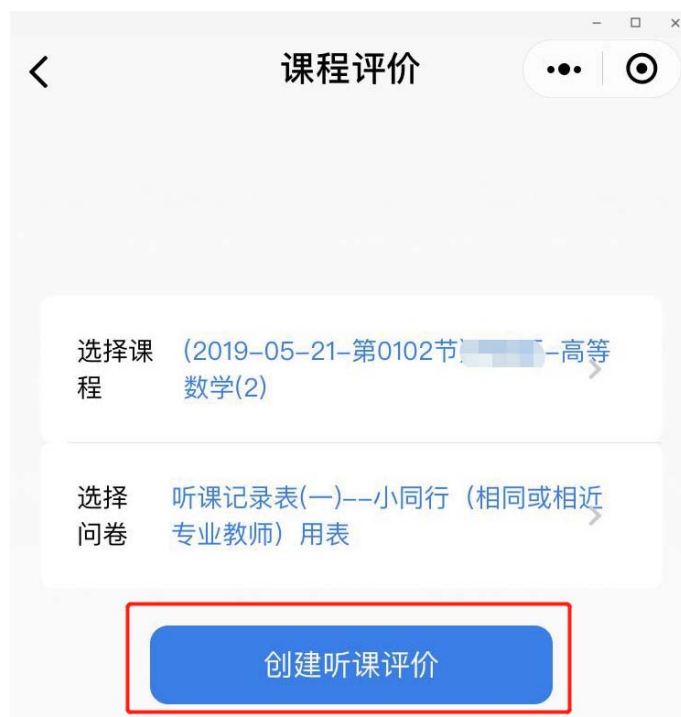 课程评价
选择课 (2019-05-21-第0102节) -高等
程 数学(2)
选择 听课记录表(一)--小同行（相同或相近
问卷 专业教师）用表
创建听课评价